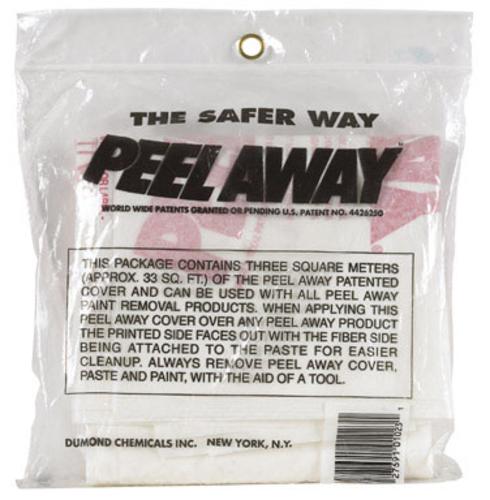 THE SAFER WAY
PEEL AWAY
WORLD WIDE PATENTS GRANTED OR PENDING U.S. PATENT NO. 4426250
THIS PACKAGE CONTAINS THREE SQUARE METERS
(APPROX. 33 SQ. FT.) OF THE PEEL AWAY PATENTED
COVER AND CAN BE USED WITH ALL PEEL AWAY
PAINT REMOVAL PRODUCTS. WHEN APPLYING THIS
PEEL AWAY COVER OVER ANY PEEL AWAY PRODUCT
THE PRINTED SIDE FACES OUT WITH THE FIBER SIDE
BEING ATTACHED TO THE PASTE FOR EASIER
CLEANUP. ALWAYS REMOVE PEEL AWAY COVER,
PASTE AND PAINT, WITH THE AID OF A TOOL.
DUMOND CHEMICALS INC. NEW YORK, N.Y.
27591 01023 1